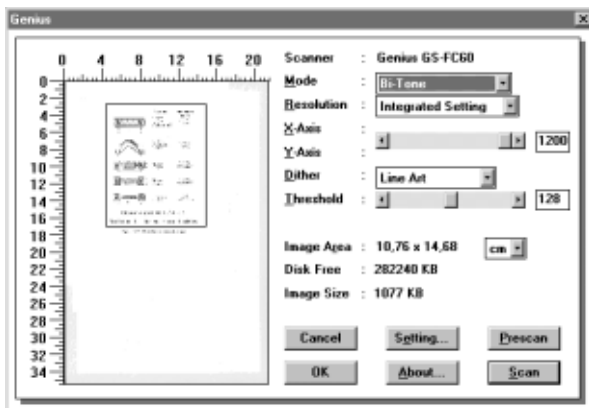 Genius
0 4 8 12 16 20
0
2
4
6
8
10
12
14
16
18
20
22
24
26
28
30
32
34
Scanner : Genius GS-FC60
Mode : Bi-Tone
Resolution : Integrated Setting
X-Axis :
1200
Y-Axis :
Dither : Line Art
Threshold : 128
Image Area : 10,76 x 14,68 cm
Disk Free : 282240 KB
Image Size : 1077 KB
Cancel Setting... Prescan
OK About... Scan